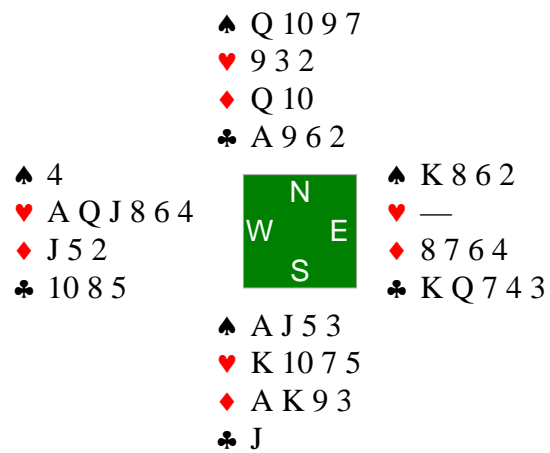 ♠ Q 10 9 7
♥ 9 3 2
♦ Q 10
♣ A 9 6 2
♠ 4
♥ A Q J 8 6 4
♦ J 5 2
♣ 10 8 5
N
W E
S
♠ K 8 6 2
♥ —
♦ 8 7 6 4
♣ K Q 7 4 3
♠ A J 5 3
♥ K 10 7 5
♦ A K 9 3
♣ J